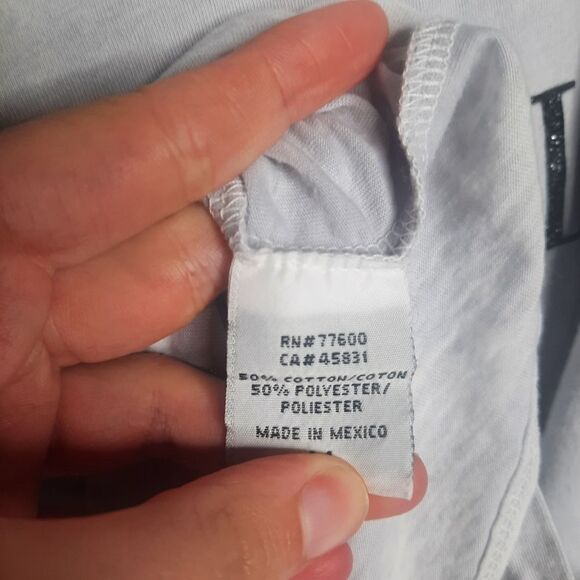 RN#77600
CA#45831
50% COTTON/COTON
50% POLYESTER/
POLIESTER
MADE IN MEXICO